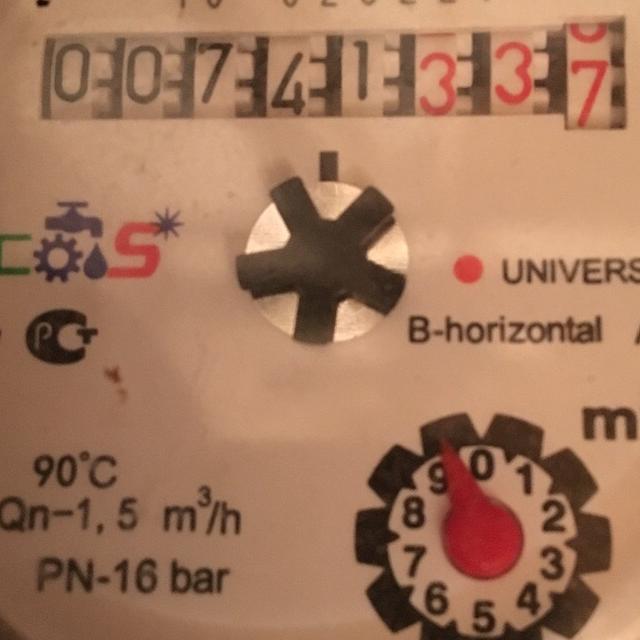 00741337
UNIVERS
S*
B-horizontal
РСТ
m
90°C
Qn-1,5 m³/h
PN-16 bar
9 0 1
8 2
7 3
6 5 4